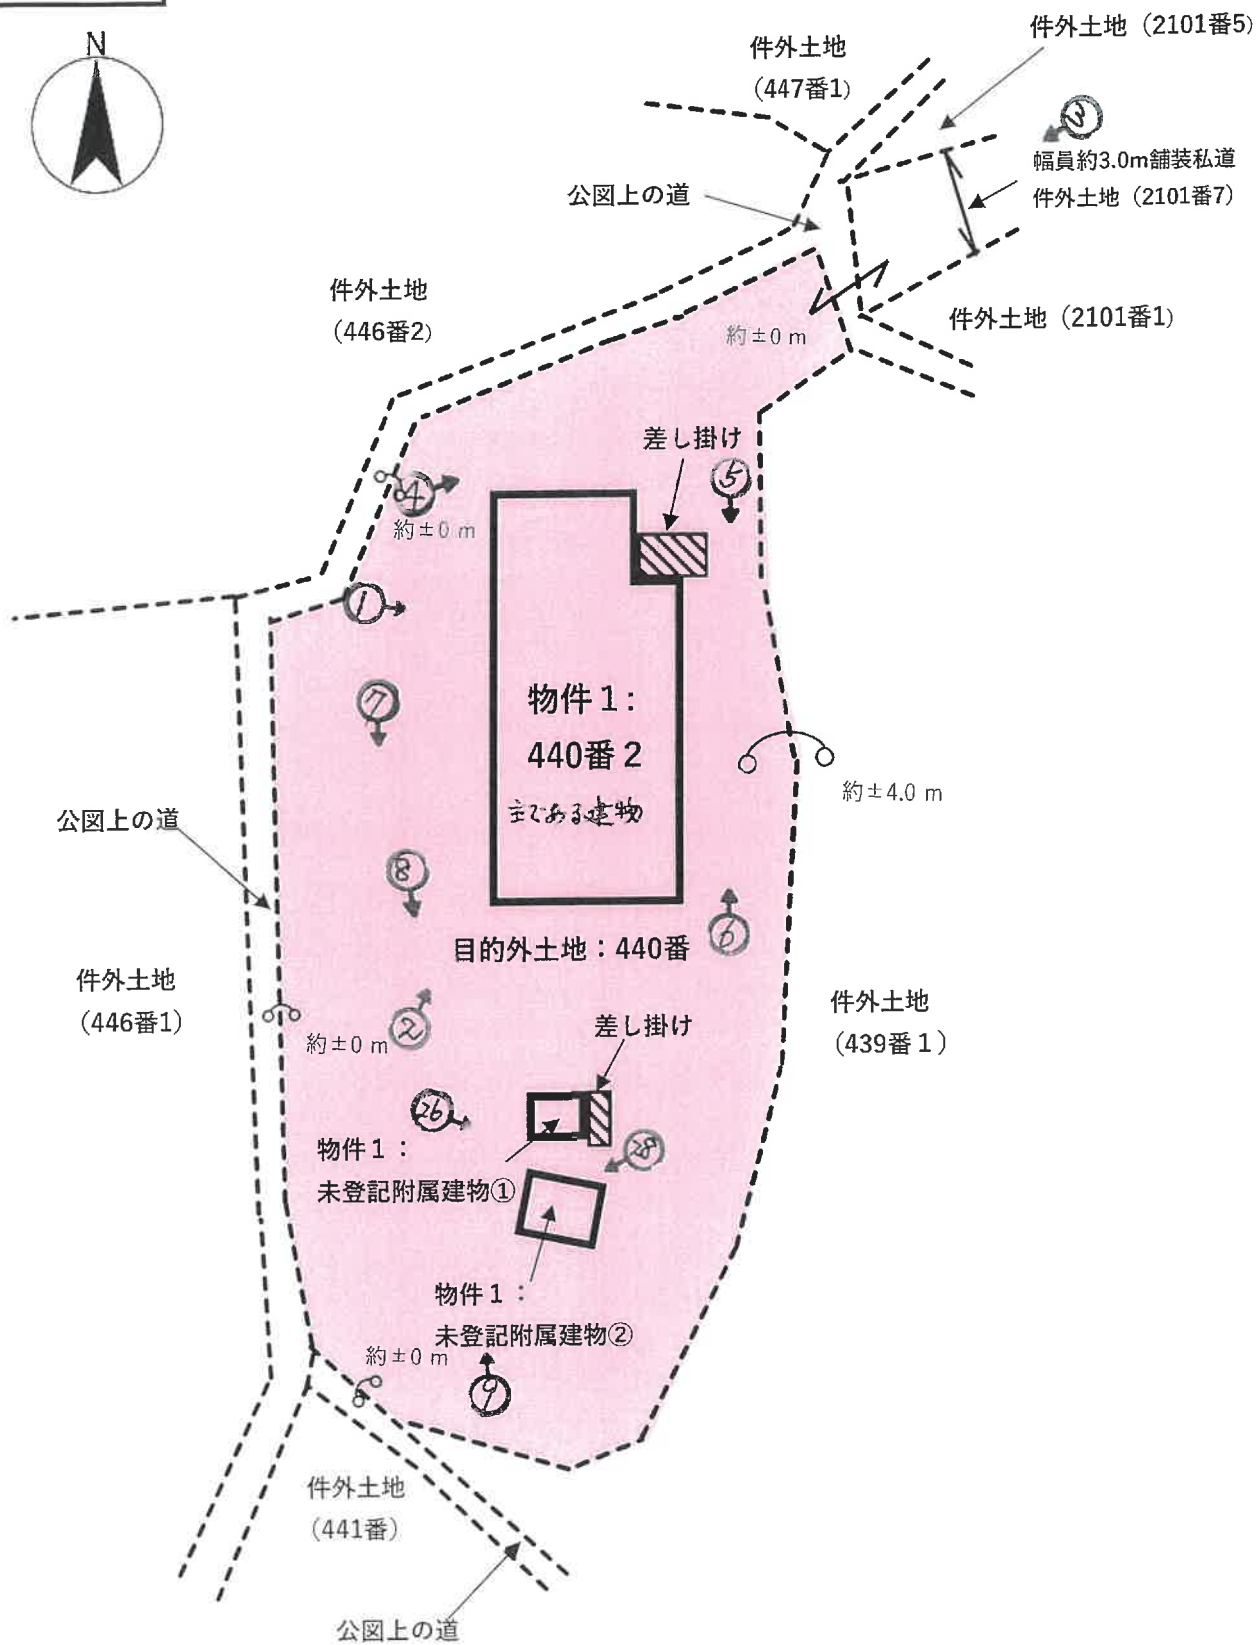 N
件外土地（2101番5）
件外土地
（447番1）
③
幅員約3.0m舗装私道
件外土地（2101番7）
公図上の道
件外土地
（446番2）
件外土地（2101番1）
約±0 m
差し掛け
④
⑤
約±0 m
①
物件１：
440番２
主である建物
⑦
約±4.0 m
公図上の道
⑧
⑥
目的外土地：440番
件外土地
（446番1）
件外土地
（439番１）
②
差し掛け
約±0 m
㉖
物件１：
未登記附属建物①
㉘
物件１：
未登記附属建物②
約±0 m
⑨
件外土地
（441番）
公図上の道